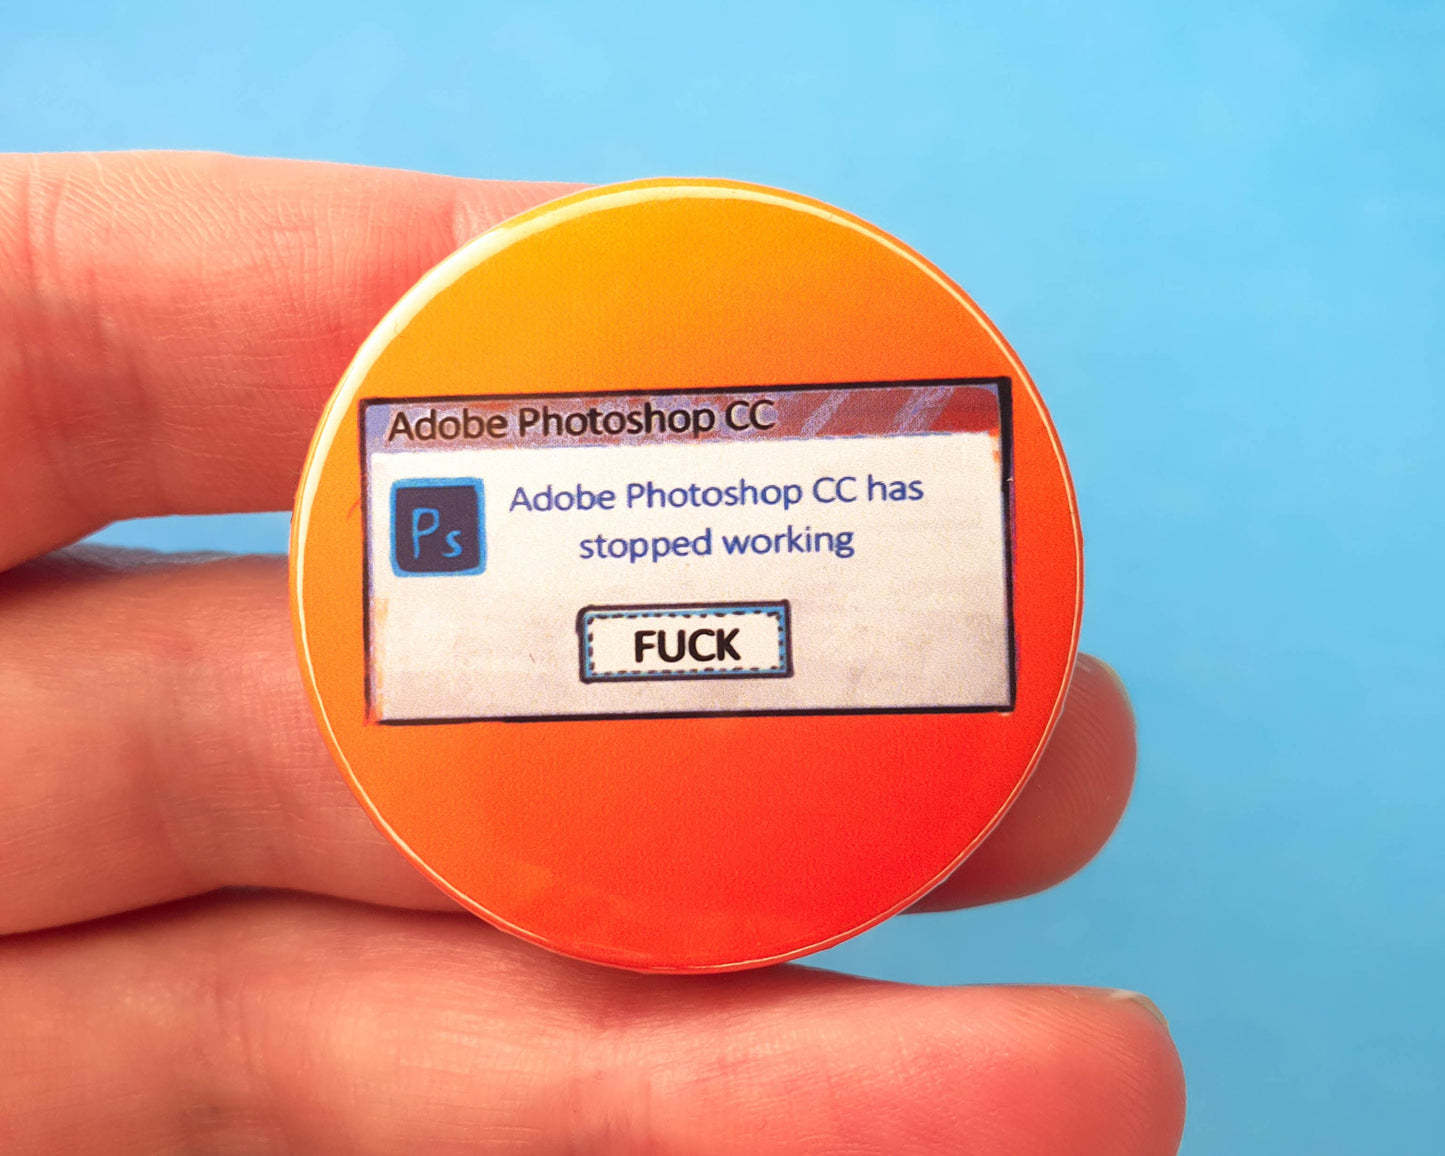 Adobe Photoshop CC
Ps
Adobe Photoshop CC has
stopped working
FUCK